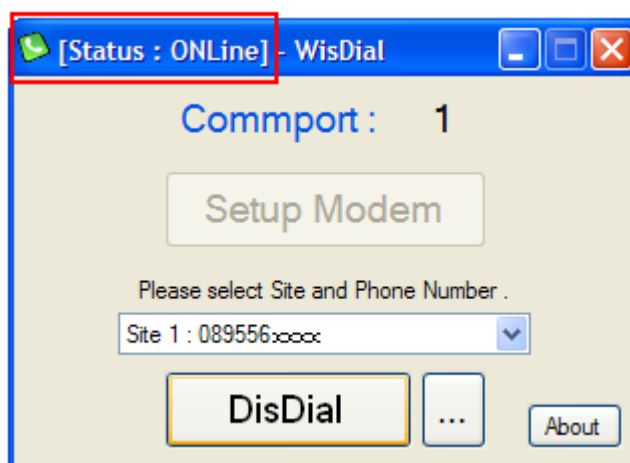 [Status : ONLine] - WisDial
Commport : 1
Setup Modem
Please select Site and Phone Number .
Site 1 : 089556xxxx
DisDial ...
About